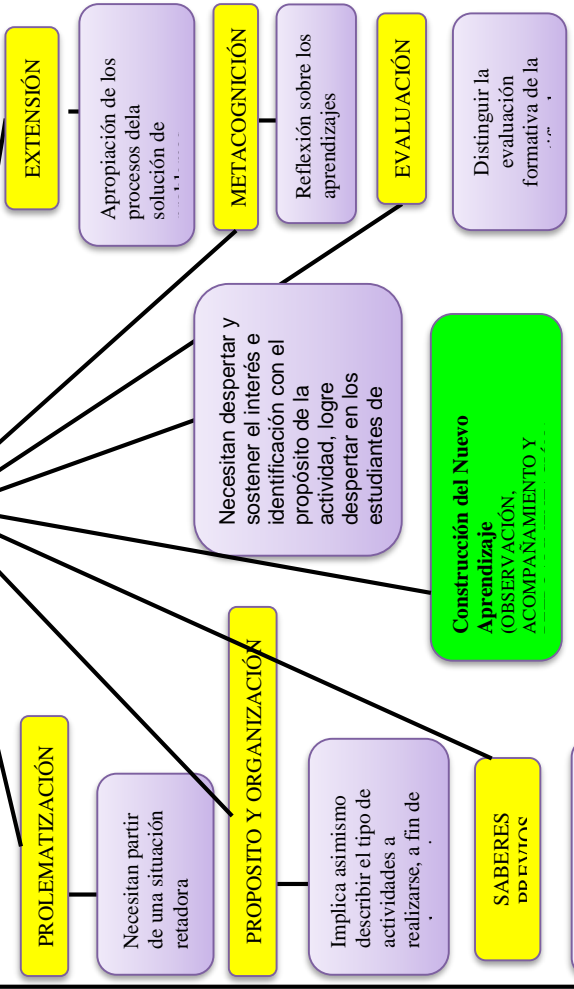 EXTENSIÓN
Apropiación de los
procesos dela
solución de
METACOGNICIÓN
Reflexión sobre los
aprendizajes
EVALUACIÓN
Distinguir la
evaluación
formativa de la
Necesitan despertar y
sostener el interés e
identificación con el
propósito de la
actividad, logre
despertar en los
estudiantes de
Construcción del Nuevo
Aprendizaje
(OBSERVACIÓN,
ACOMPAÑAMIENTO Y
PROLEMATIZACIÓN
Necesitan partir
de una situación
retadora
PROPOSITO Y ORGANIZACIÓN
Implica asimismo
describir el tipo de
actividades a
realizarse, a fin de
SABERES
PREVIOS